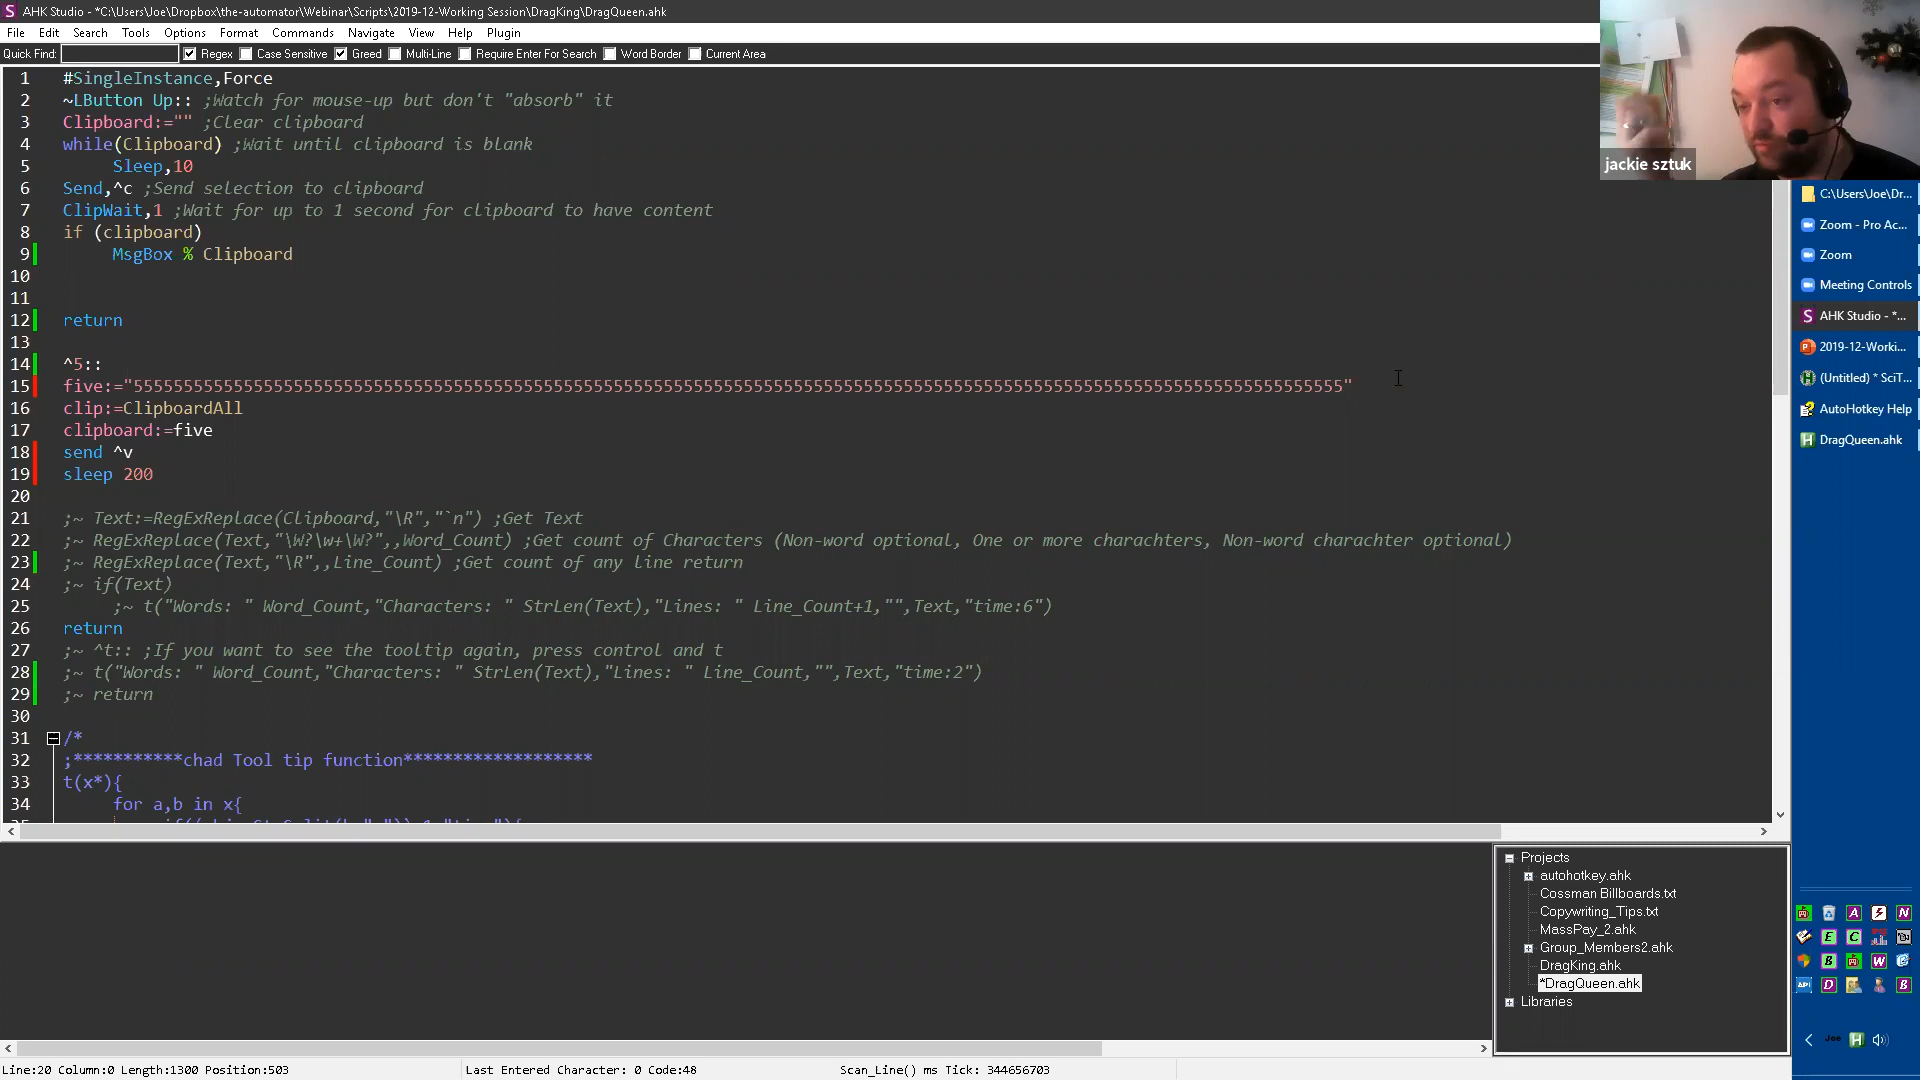 AHK Studio - *C:\Users\Joe\Dropbox\the-automator\Webinar\Scripts\2019-12-Working Session\DragKing\DragQueen.ahk
File Edit Search Tools Options Format Commands Navigate View Help Plugin
Quick Find: Regex Case Sensitive Greed Multi-Line Require Enter For Search Word Border Current Area
1 #SingleInstance,Force
2 ~LButton Up:: ;Watch for mouse-up but don't "absorb" it
3 Clipboard:="" ;Clear clipboard
4 while(Clipboard) ;Wait until clipboard is blank
5 Sleep,10
6 Send,^c ;Send selection to clipboard
7 ClipWait,1 ;Wait for up to 1 second for clipboard to have content
8 if (clipboard)
9 MsgBox % Clipboard
10
11
12 return
13
14 ^5::
15 five:="5555555555555555555555555555555555555555555555555555555555555555555555555555555555555555555555555555555555555555555555555"
16 clip:=ClipboardAll
17 clipboard:=five
18 send ^v
19 sleep 200
20
21 ;~ Text:=RegExReplace(Clipboard,"\R","`n") ;Get Text
22 ;~ RegExReplace(Text,"\W?\w+\W?",,Word_Count) ;Get count of Characters (Non-word optional, One or more charachters, Non-word charachter optional)
23 ;~ RegExReplace(Text,"\R",,Line_Count) ;Get count of any line return
24 ;~ if(Text)
25 ;~ t("Words: " Word_Count,"Characters: " StrLen(Text),"Lines: " Line_Count+1,"",Text,"time:6")
26 return
27 ;~ ^t:: ;If you want to see the tooltip again, press control and t
28 ;~ t("Words: " Word_Count,"Characters: " StrLen(Text),"Lines: " Line_Count,"",Text,"time:2")
29 ;~ return
30
31 /*
32 ;***********chad Tool tip function*******************
33 t(x*){
34 for a,b in x{
jackie sztuk
C:\Users\Joe\Dr...
Zoom - Pro Ac...
Zoom
Meeting Controls
AHK Studio - *...
2019-12-Worki...
(Untitled) * SciT...
AutoHotkey Help
DragQueen.ahk
Projects
autohotkey.ahk
Cossman Billboards.txt
Copywriting_Tips.txt
MassPay_2.ahk
Group_Members2.ahk
DragKing.ahk
*DragQueen.ahk
Libraries
A N
E C
B W
API D B
Joe H
Line:20 Column:0 Length:1300 Position:503 Last Entered Character: 0 Code:48 Scan_Line() ms Tick: 344656703